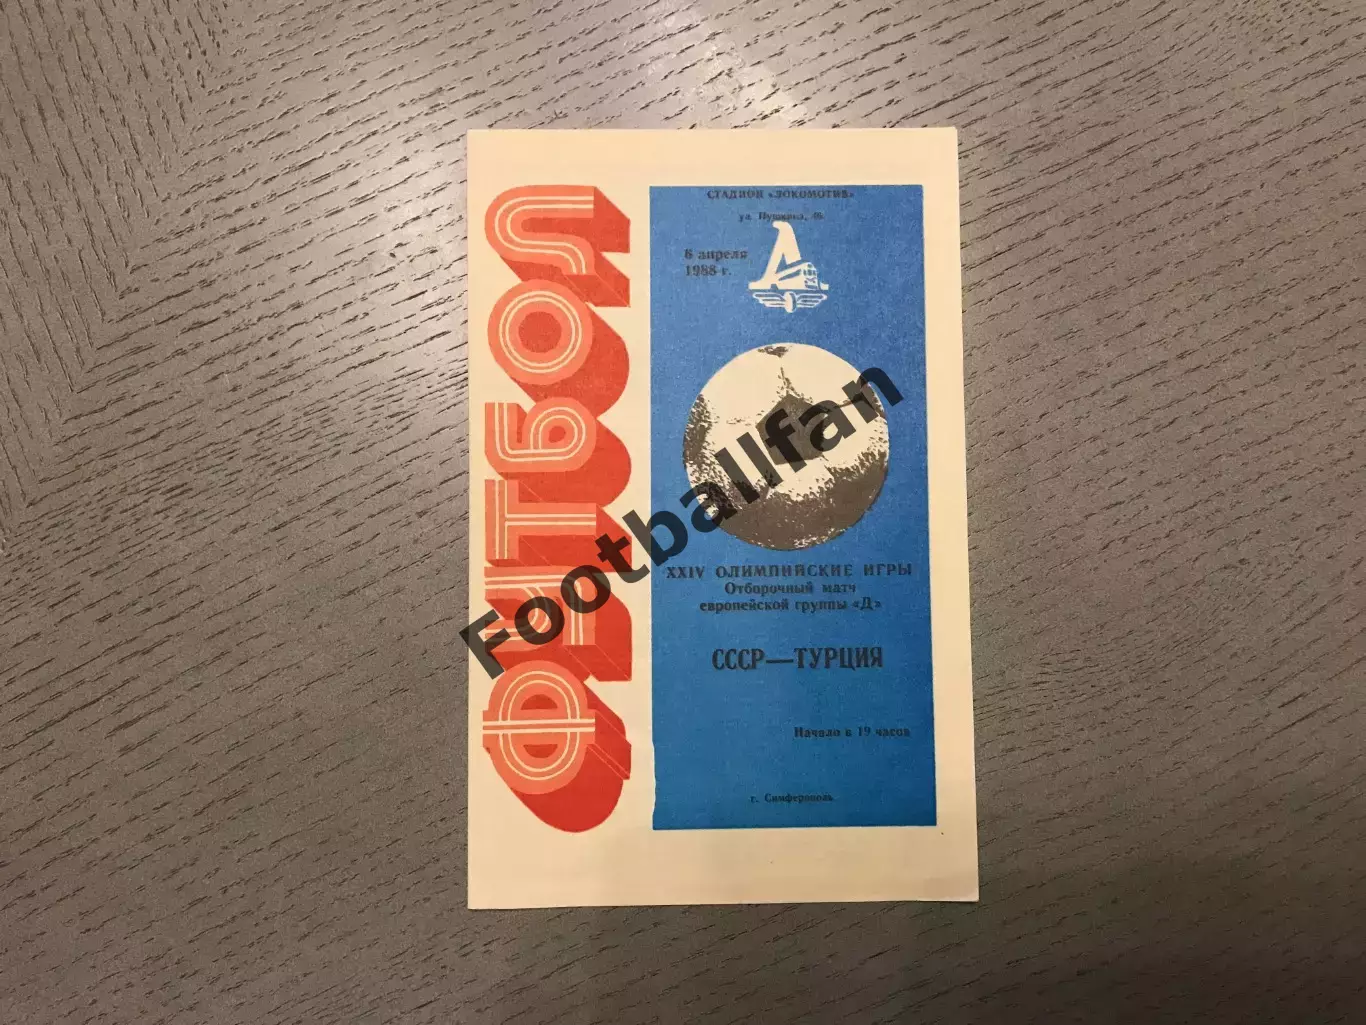 ФУТБОЛ
СТАДИОН «ЛОКОМОТИВ»
ул. Пушкина, 46
6 апреля
1988 г.
XXIV ОЛИМПИЙСКИЕ ИГРЫ
Отборочный матч
европейской группы «Д»
СССР—ТУРЦИЯ
Начало в 19 часов
г. Симферополь
Footballfan